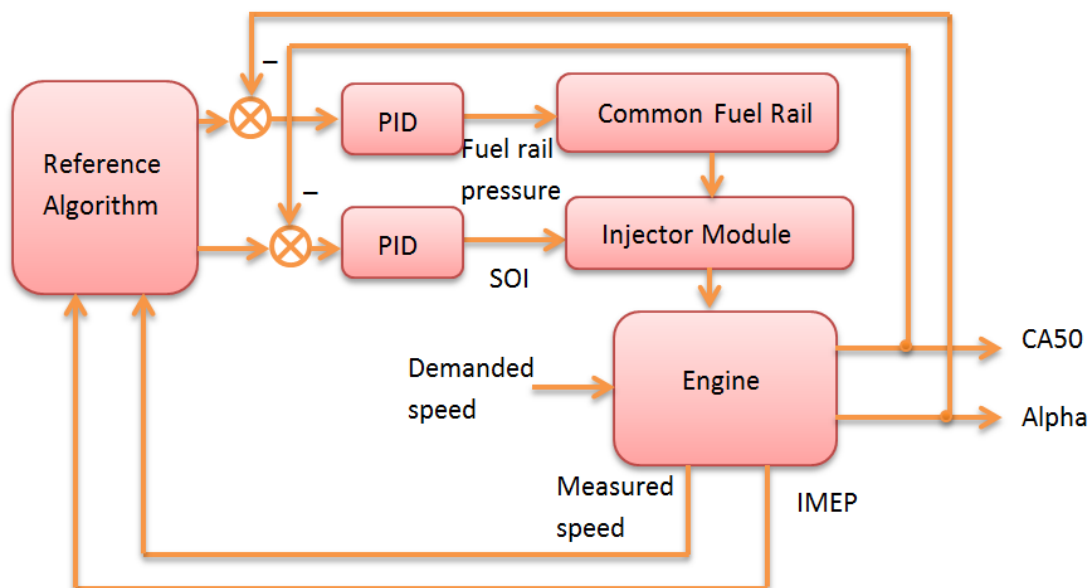 –
PID
Common Fuel Rail
Reference
Algorithm
Fuel rail
pressure
–
PID
Injector Module
SOI
CA50
Demanded
speed
Engine
Alpha
Measured
speed
IMEP